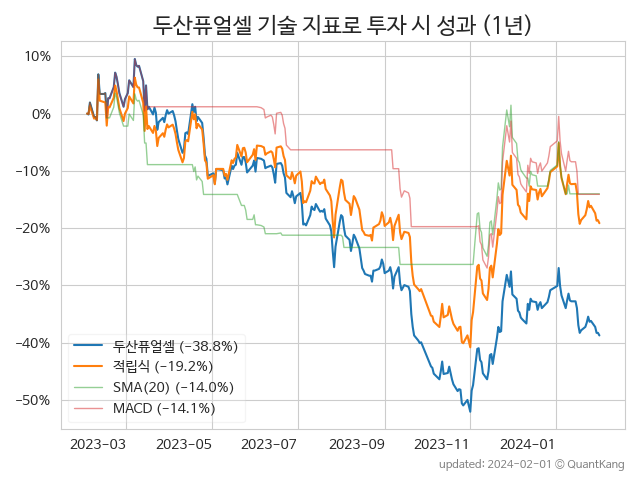 두산퓨얼셀 기술 지표로 투자 시 성과 (1년)
10%
0%
−10%
−20%
−30%
−40%
−50%
두산퓨얼셀 (−38.8%)
적립식 (−19.2%)
SMA(20) (−14.0%)
MACD (−14.1%)
2023−03 2023−05 2023−07 2023−09 2023−11 2024−01
updated: 2024-02-01 © QuantKang